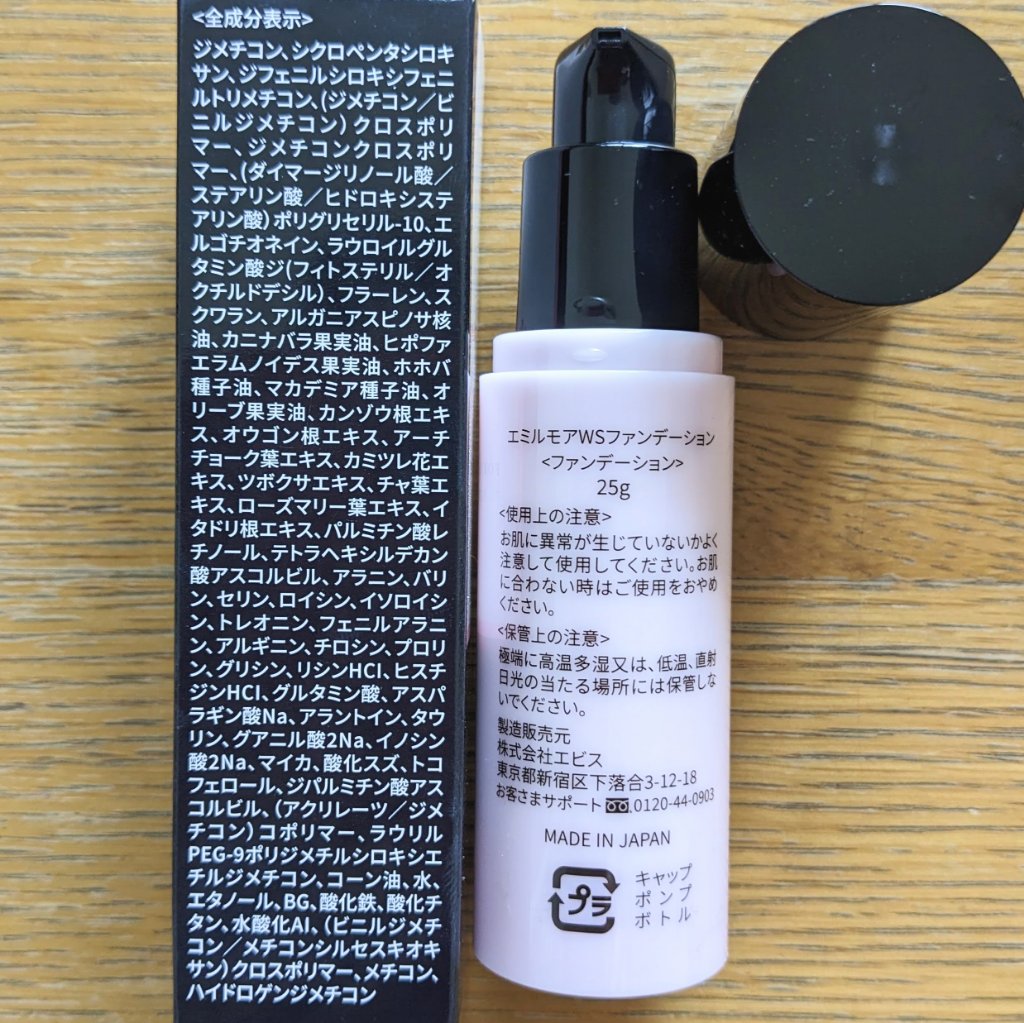 <全成分表示>
ジメチコン、シクロペンタシロキ
サン、ジフェニルシロキシフェニ
ルトリメチコン、(ジメチコン／ビ
ニルジメチコン)クロスポリ
マー、ジメチコンクロスポリ
マー、(ダイマージリノール酸／
ステアリン酸／ヒドロキシステ
アリン酸)ポリグリセリル-10、エ
ルゴチオネイン、ラウロイルグル
タミン酸ジ(フィトステリル／オ
クチルドデシル)、フラーレン、ス
クワラン、アルガニアスピノサ核
油、カニナバラ果実油、ヒポファ
エラムノイデス果実油、ホホバ
種子油、マカデミア種子油、オ
リーブ果実油、カンゾウ根エキ
ス、オウゴン根エキス、アーチ
チョーク葉エキス、カミツレ花エ
キス、ツボクサエキス、チャ葉エ
キス、ローズマリー葉エキス、イ
タドリ根エキス、パルミチン酸レ
チノール、テトラヘキシルデカン
酸アスコルビル、アラニン、バリ
ン、セリン、ロイシン、イソロイシ
ン、トレオニン、フェニルアラニ
ン、アルギニン、チロシン、プロリ
ン、グリシン、リシンHCl、ヒスチ
ジンHCl、グルタミン酸、アスパ
ラギン酸Na、アラントイン、タウ
リン、グアニル酸2Na、イノシン
酸2Na、マイカ、酸化スズ、トコ
フェロール、ジパルミチン酸アス
コルビル、(アクリレーツ／ジメ
チコン)コポリマー、ラウリル
PEG-9ポリジメチルシロキシエ
チルジメチコン、コーン油、水、
エタノール、BG、酸化鉄、酸化チ
タン、水酸化Al、(ビニルジメチ
コン／メチコンシルセスキオキ
サン)クロスポリマー、メチコン、
ハイドロゲンジメチコン
エミルモアWSファンデーション
<ファンデーション>
25g
<使用上の注意>
お肌に異常が生じていないかよく
注意して使用してください。お肌
に合わない時はご使用をおやめ
ください。
<保管上の注意>
極端に高温多湿又は、低温、直射
日光の当たる場所には保管しな
いでください。
製造販売元
株式会社エビス
東京都新宿区下落合3-12-18
お客さまサポート 0120-44-0903
MADE IN JAPAN
プラ
キャップ
ポンプ
ボトル